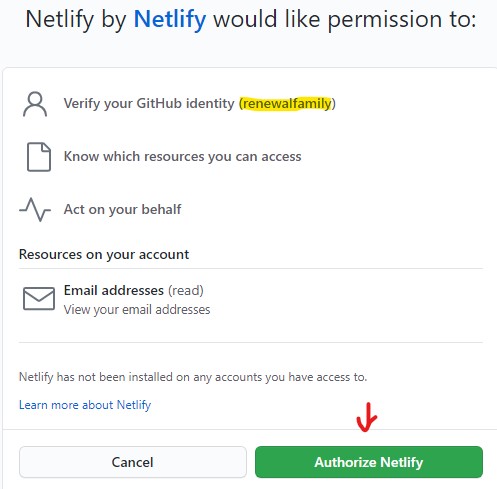 Netlify by Netlify would like permission to:
Verify your GitHub identity (renewalfamily)
Know which resources you can access
Act on your behalf
Resources on your account
Email addresses (read)
View your email addresses
Netlify has not been installed on any accounts you have access to.
Learn more about Netlify
Cancel
Authorize Netlify